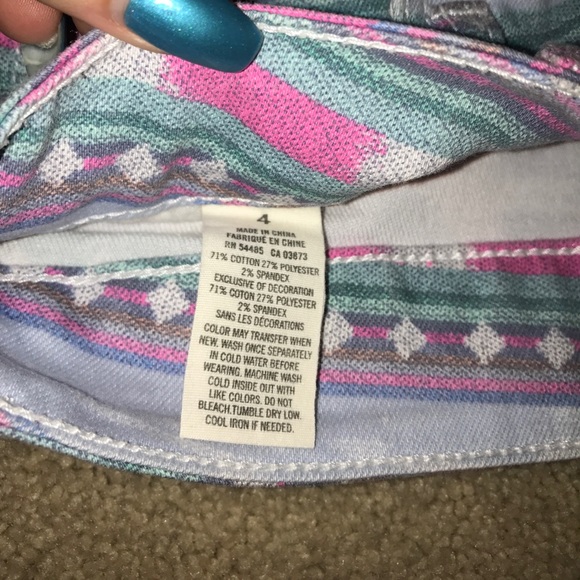 4
MADE IN CHINA
FABRIQUÉ EN CHINE
RN 54485 CA 03873
71% COTTON 27% POLYESTER
2% SPANDEX
EXCLUSIVE OF DECORATION
71% COTON 27% POLYESTER
2% SPANDEX
SANS LES DÉCORATIONS
COLOR MAY TRANSFER WHEN
NEW. WASH ONCE SEPARATELY
IN COLD WATER BEFORE
WEARING. MACHINE WASH
COLD INSIDE OUT WITH
LIKE COLORS. DO NOT
BLEACH.TUMBLE DRY LOW.
COOL IRON IF NEEDED.